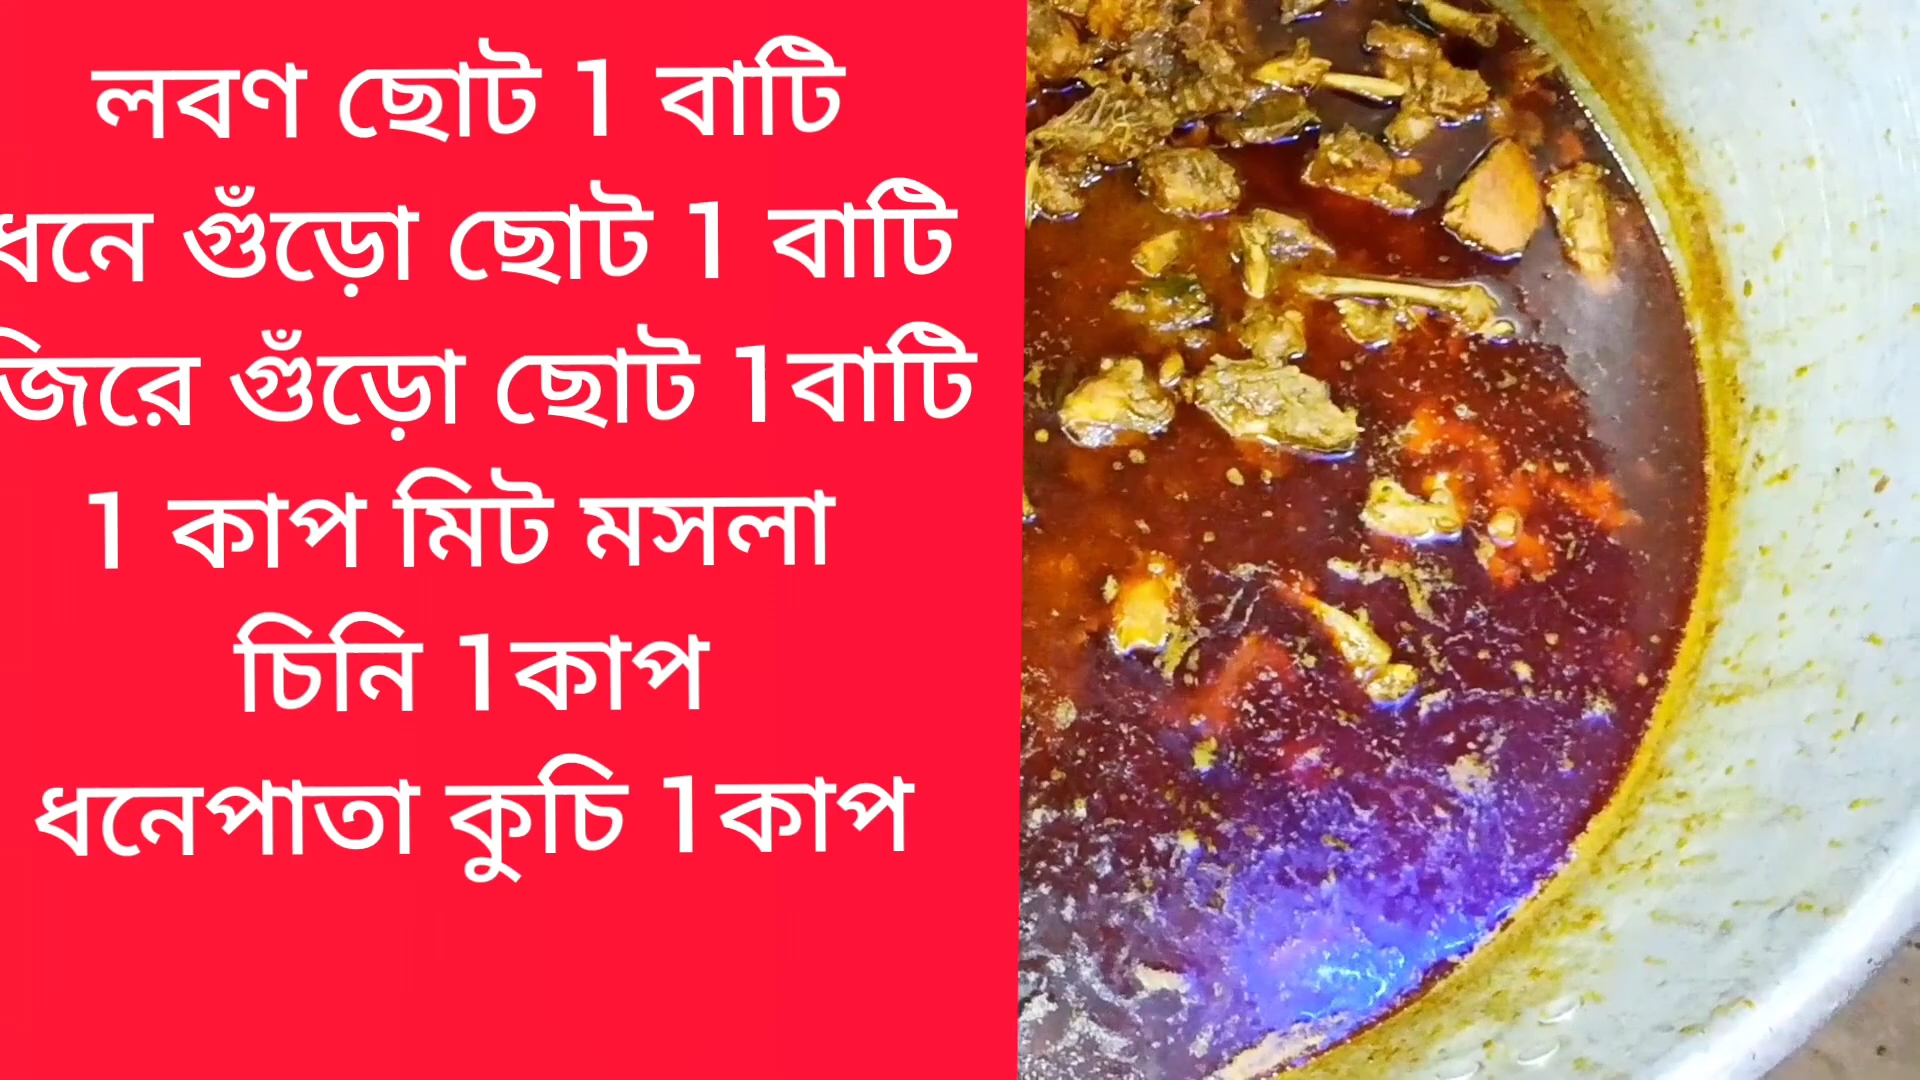 লবণ ছোট 1 বাটি
ধনে গুঁড়ো ছোট 1 বাটি
জিরে গুঁড়ো ছোট 1বাটি
1 কাপ মিট মসলা
চিনি 1কাপ
ধনেপাতা কুচি 1কাপ